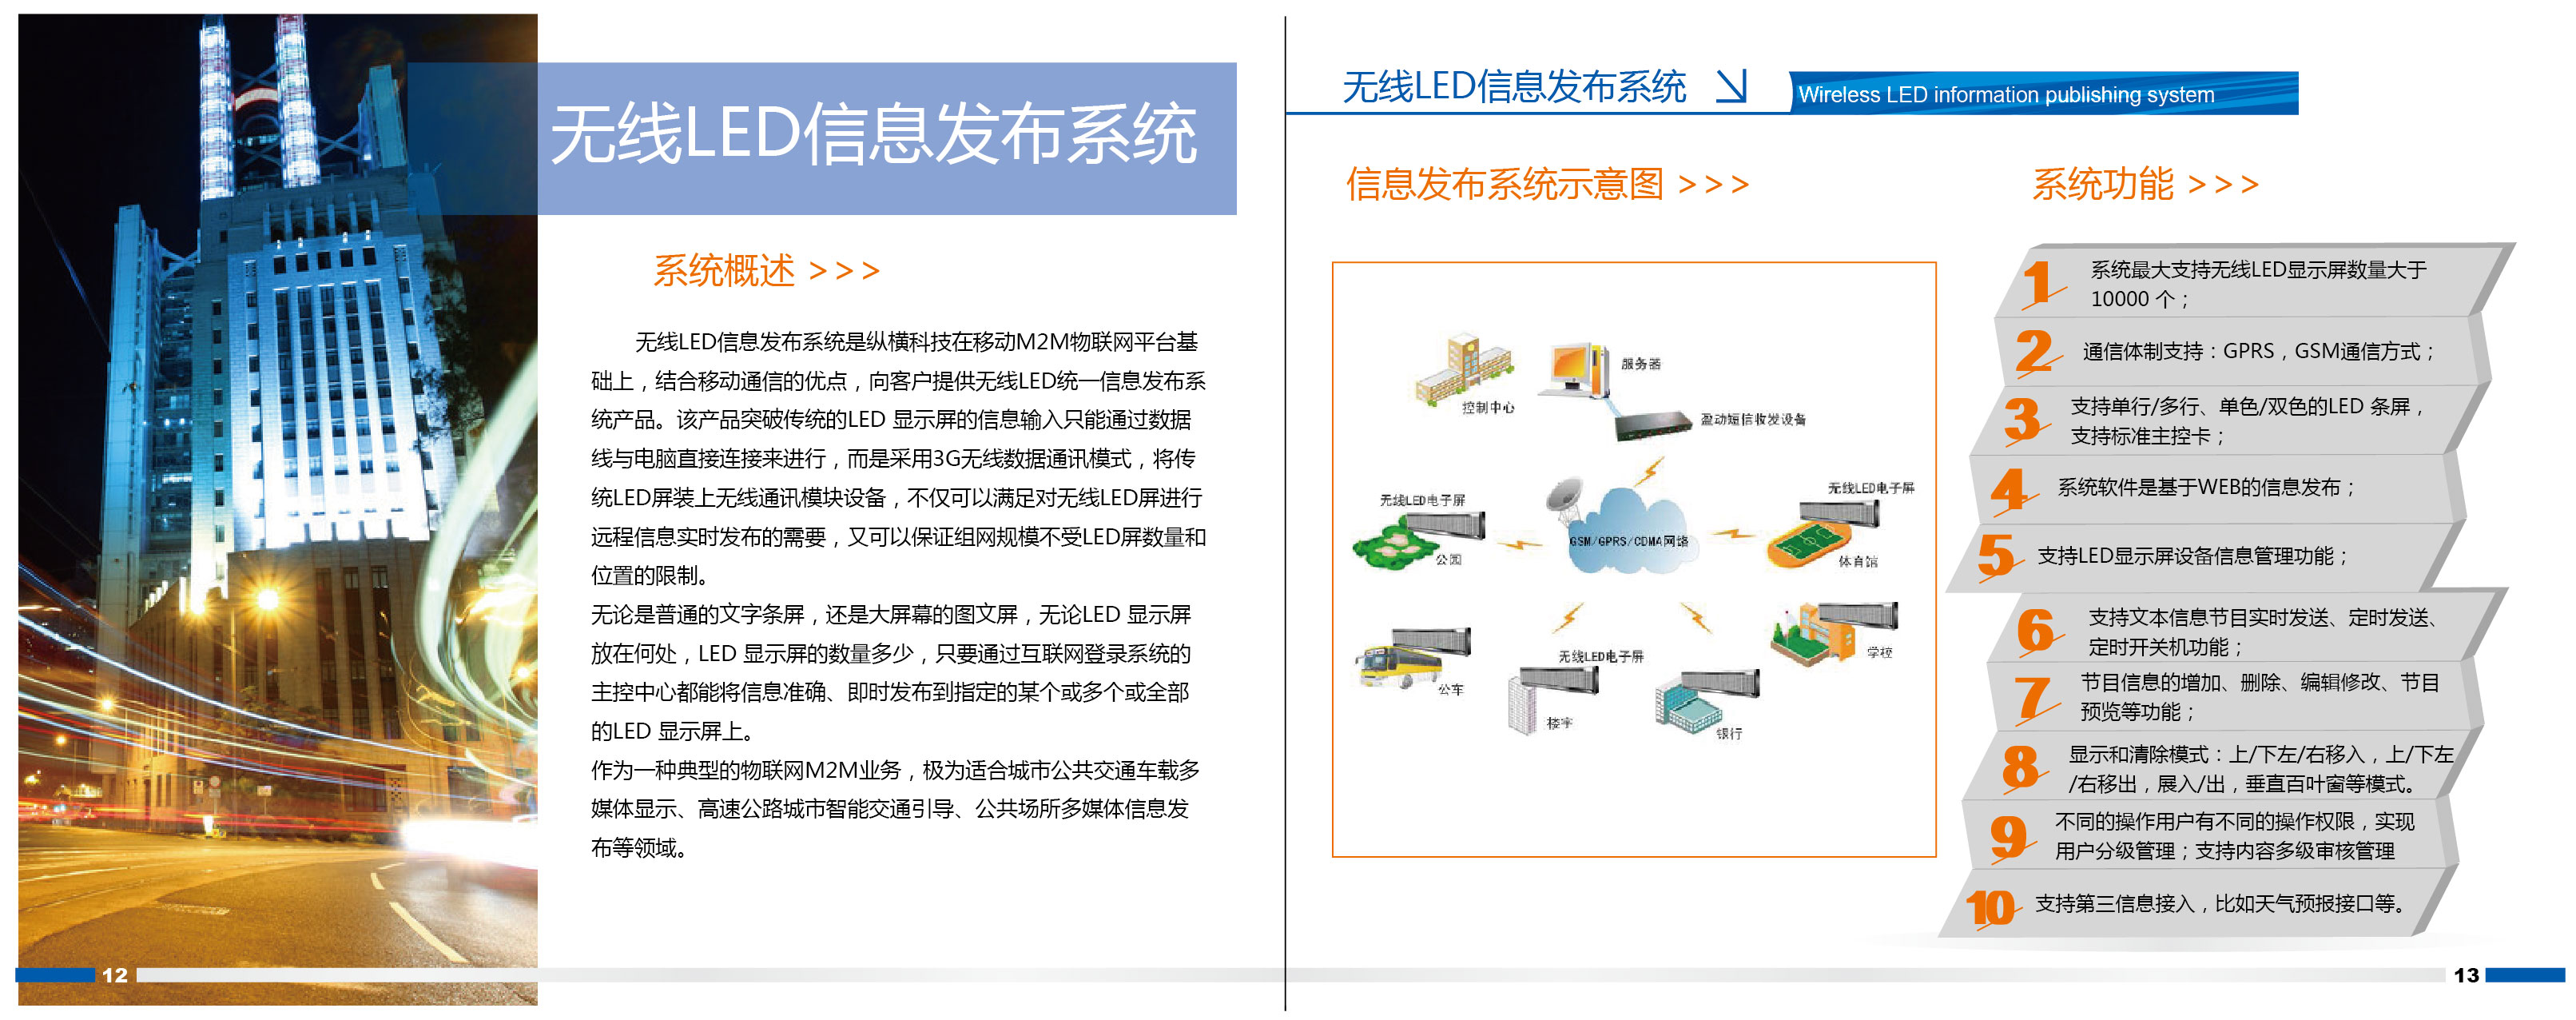 无线LED信息发布系统
系统概述 >>>
无线LED信息发布系统是纵横科技在移动M2M物联网平台基
础上，结合移动通信的优点，向客户提供无线LED统一信息发布系
统产品。该产品突破传统的LED 显示屏的信息输入只能通过数据
线与电脑直接连接来进行，而是采用3G无线数据通讯模式，将传
统LED屏装上无线通讯模块设备，不仅可以满足对无线LED屏进行
远程信息实时发布的需要，又可以保证组网规模不受LED屏数量和
位置的限制。
无论是普通的文字条屏，还是大屏幕的图文屏，无论LED 显示屏
放在何处，LED 显示屏的数量多少，只要通过互联网登录系统的
主控中心都能将信息准确、即时发布到指定的某个或多个或全部
的LED 显示屏上。
作为一种典型的物联网M2M业务，极为适合城市公共交通车载多
媒体显示、高速公路城市智能交通引导、公共场所多媒体信息发
布等领域。
12
无线LED信息发布系统
Wireless LED information publishing system
信息发布系统示意图 >>>
控制中心
服务器
盈动短信收发设备
无线LED电子屏
公园
GSM/GPRS/CDMA网络
无线LED电子屏
体育馆
公车
无线LED电子屏
楼宇
银行
学校
系统功能 >>>
1
系统最大支持无线LED显示屏数量大于
10000 个；
2
通信体制支持：GPRS，GSM通信方式；
3
支持单行/多行、单色/双色的LED 条屏，
支持标准主控卡；
4
系统软件是基于WEB的信息发布；
5
支持LED显示屏设备信息管理功能；
6
支持文本信息节目实时发送、定时发送、
定时开关机功能；
7
节目信息的增加、删除、编辑修改、节目
预览等功能；
8
显示和清除模式：上/下左/右移入，上/下左
/右移出，展入/出，垂直百叶窗等模式。
9
不同的操作用户有不同的操作权限，实现
用户分级管理；支持内容多级审核管理
10
支持第三信息接入，比如天气预报接口等。
13